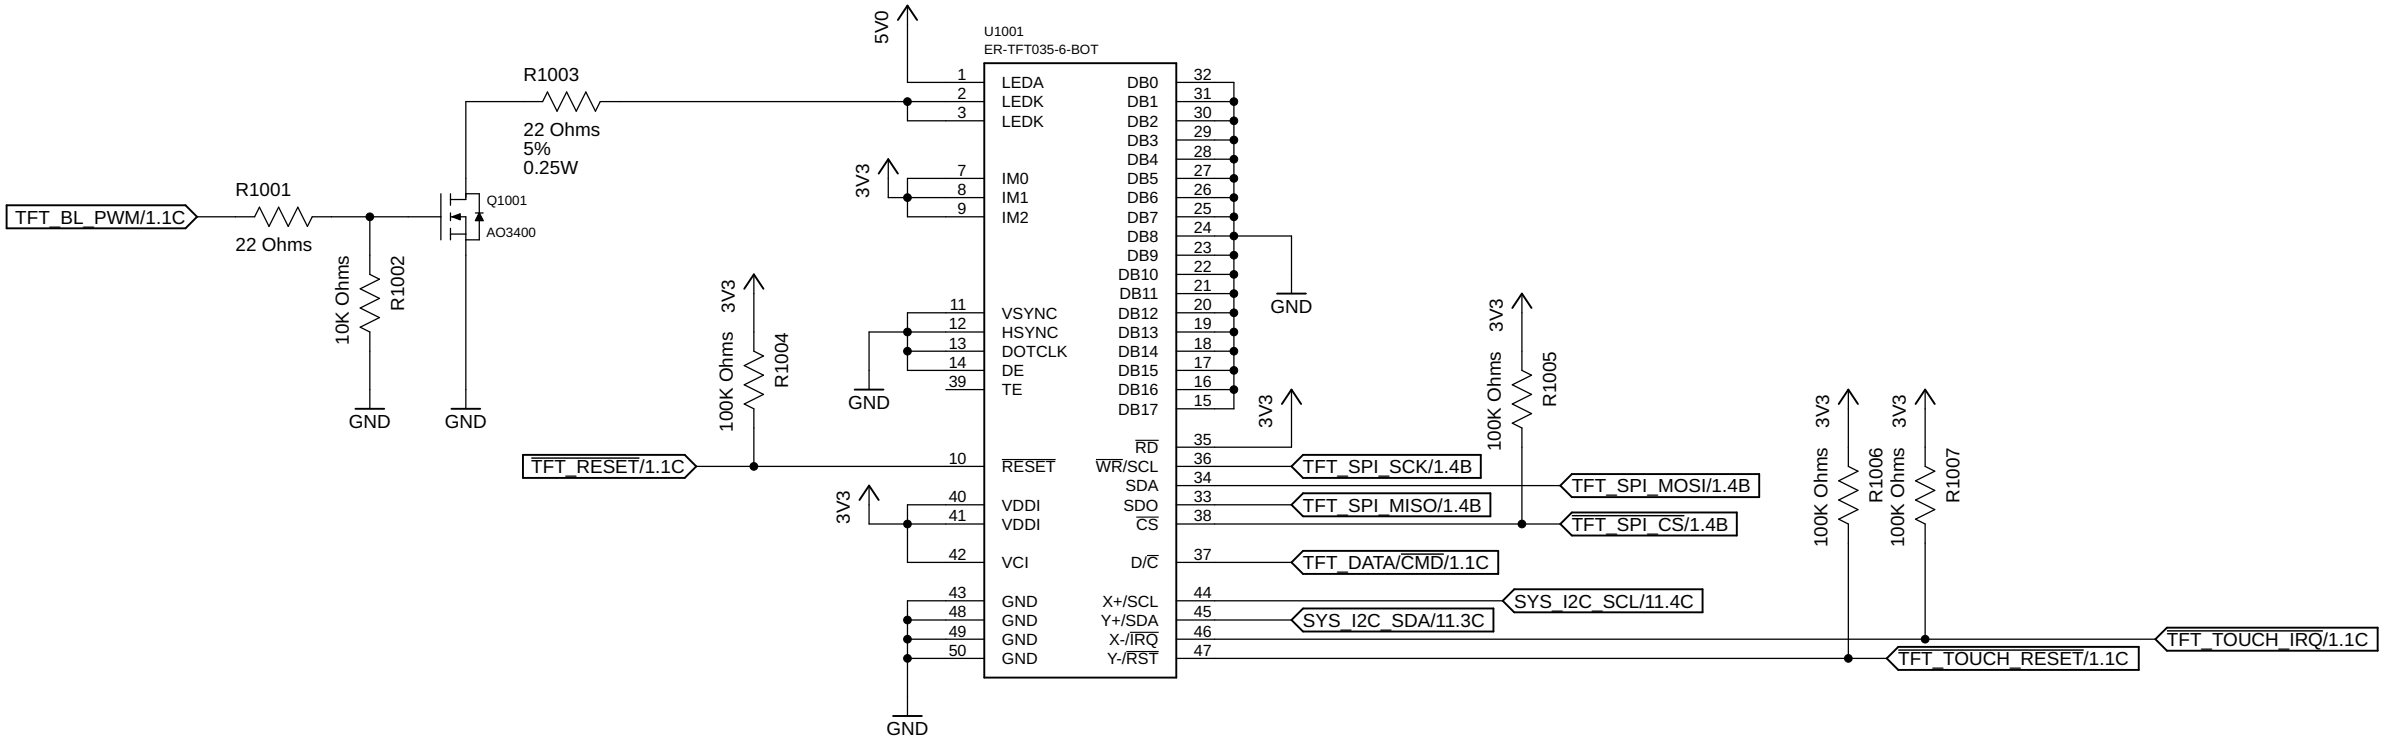 U1001
ER-TFT035-6-BOT
5V0
R1003
22 Ohms
5%
0.25W
R1001
22 Ohms
TFT_BL_PWM/1.1C
10K Ohms
R1002
GND
Q1001
AO3400
GND
3V3
100K Ohms
R1004
TFT_RESET/1.1C
3V3
GND
3V3
GND
1 LEDA
2 LEDK
3 LEDK
7 IM0
8 IM1
9 IM2
11 VSYNC
12 HSYNC
13 DOTCLK
14 DE
39 TE
10 RESET
40 VDDI
41 VDDI
42 VCI
43 GND
48 GND
49 GND
50 GND
DB0 32
DB1 31
DB2 30
DB3 29
DB4 28
DB5 27
DB6 26
DB7 25
DB8 24
DB9 23
DB10 22
DB11 21
DB12 20
DB13 19
DB14 18
DB15 17
DB16 16
DB17 15
RD 35
WR/SCL 36
SDA 34
SDO 33
CS 38
D/C 37
X+/SCL 44
Y+/SDA 45
X-/IRQ 46
Y-/RST 47
GND
3V3
TFT_SPI_SCK/1.4B
TFT_SPI_MOSI/1.4B
TFT_SPI_MISO/1.4B
TFT_SPI_CS/1.4B
TFT_DATA/CMD/1.1C
SYS_I2C_SCL/11.4C
SYS_I2C_SDA/11.3C
TFT_TOUCH_IRQ/1.1C
TFT_TOUCH_RESET/1.1C
3V3
100K Ohms
R1005
3V3
100K Ohms
R1006
3V3
100K Ohms
R1007